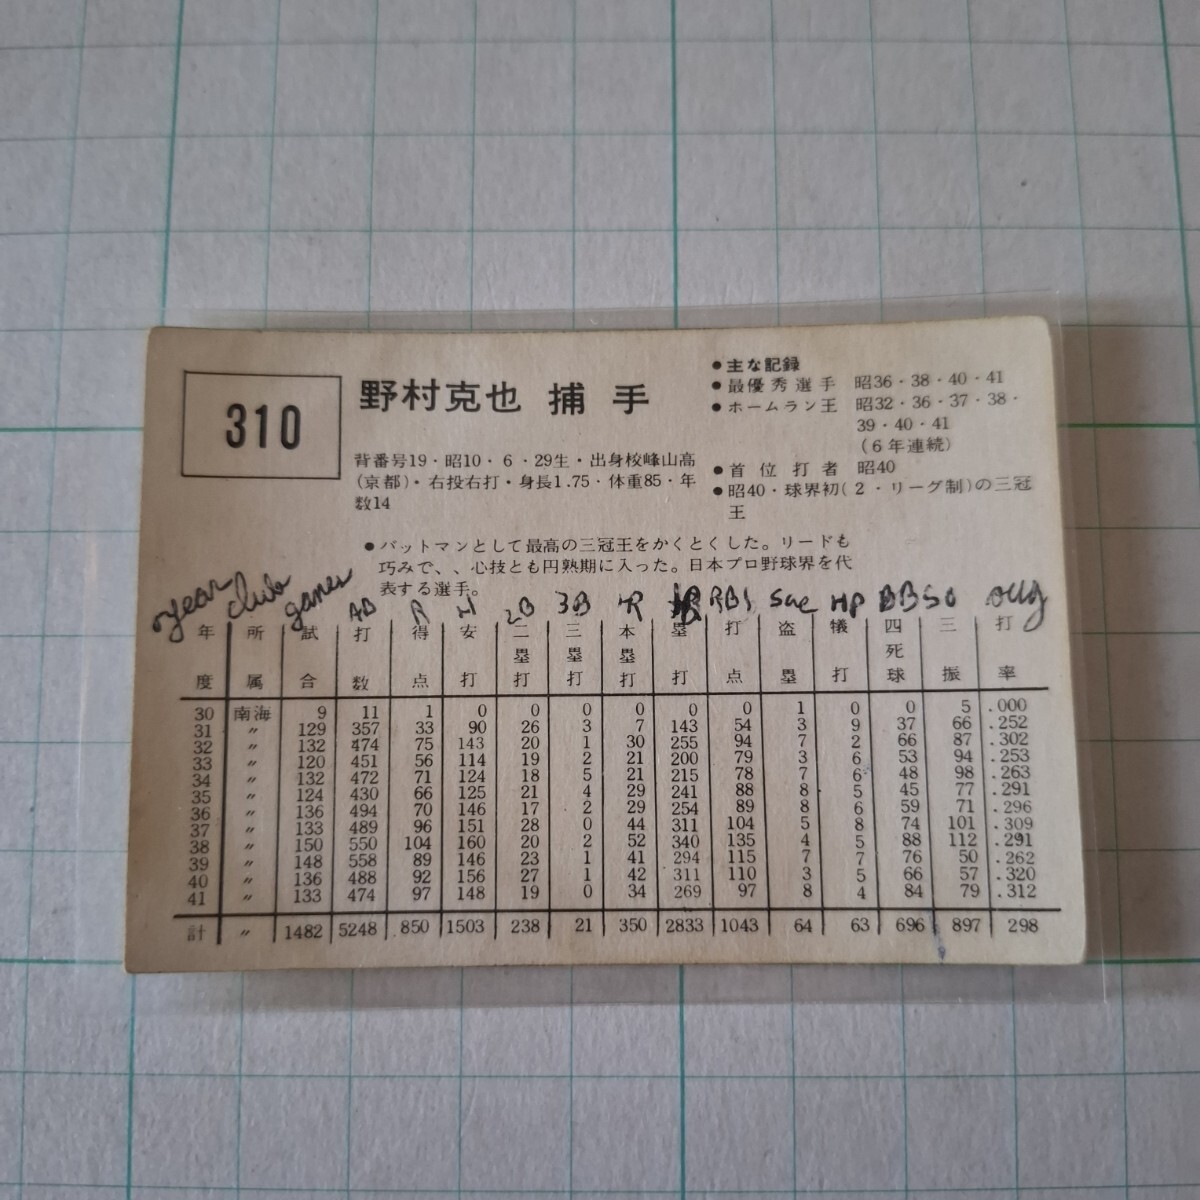 310
野村克也 捕手
背番号19・昭10・6・29生・出身校峰山高
(京都)・右投右打・身長1.75・体重85・年
数14
●主な記録
●最優秀選手 昭36・38・40・41
●ホームラン王 昭32・36・37・38・
39・40・41
(6年連続)
●首位打者 昭40
●昭40・球界初(2・リーグ制)の三冠
王
●バットマンとして最高の三冠王をかくとくした。リードも
巧みで、、心技とも円熟期に入った。日本プロ野球界を代
表する選手。
year club games AB R H 2B 3B HR RBI Sac HP BB SO avg
年度 所属 試合 打数 得点 安打 二塁打 三塁打 本塁打 塁打 打点 盗塁 犠打 四死球 三振 打率
30 南海 9 11 1 0 0 0 0 0 0 1 0 0 5 .000
31 〃 129 357 33 90 26 3 7 143 54 3 9 37 66 .252
32 〃 132 474 75 143 20 1 30 255 94 7 2 66 87 .302
33 〃 120 451 56 114 19 2 21 200 79 3 6 53 94 .253
34 〃 132 472 71 124 18 5 21 215 78 7 6 48 98 .263
35 〃 124 430 66 125 21 4 29 241 88 8 5 45 77 .291
36 〃 136 494 70 146 17 2 29 254 89 8 6 59 71 .296
37 〃 133 489 96 151 28 0 44 311 104 5 8 74 101 .309
38 〃 150 550 104 160 20 2 52 340 135 4 5 88 112 .291
39 〃 148 558 89 146 23 1 41 294 115 7 7 76 50 .262
40 〃 136 488 92 156 27 1 42 311 110 3 5 66 57 .320
41 〃 133 474 97 148 19 0 34 269 97 8 4 84 79 .312
計 〃 1482 5248 850 1503 238 21 350 2833 1043 64 63 696 897 298